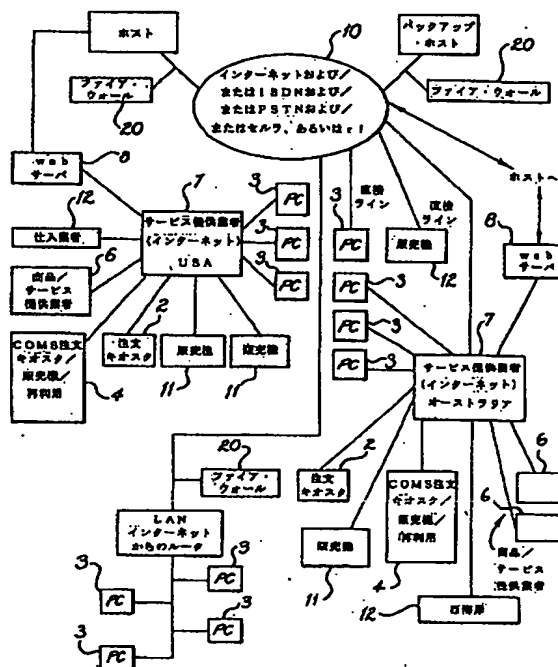 ホスト
ファイア・
ウォール
20
10
インターネットおよび/
またはISDNおよび/
またはPSTNおよび/
またはセルラ、あるいはrf
バックアップ
・ホスト
20
ファイア・
ウォール
web
サーバ
8
12
仕入業者
6
商品/
サービス
提供業者
COMS注文
キオスク/
販売機/
再利用
4
7
サービス提供業者
(インターネット)
USA
3
PC
3
PC
3
PC
2
注文
キオスク
販売機
11
販売機
11
3
PC
直接
ライン
直接
ライン
販売機
12
ホストへ
8
web
サーバ
3
PC
3
PC
3
PC
7
サービス提供業者
(インターネット)
オーストラリア
2
注文
キオスク
販売機
11
COMS注文
キオスク/
販売機/
再利用
4
12
6
6
商品/
サービス
提供業者
20
ファイア・
ウォール
LAN
インターネット
からのルータ
3
PC
3
PC
3
PC
3
PC